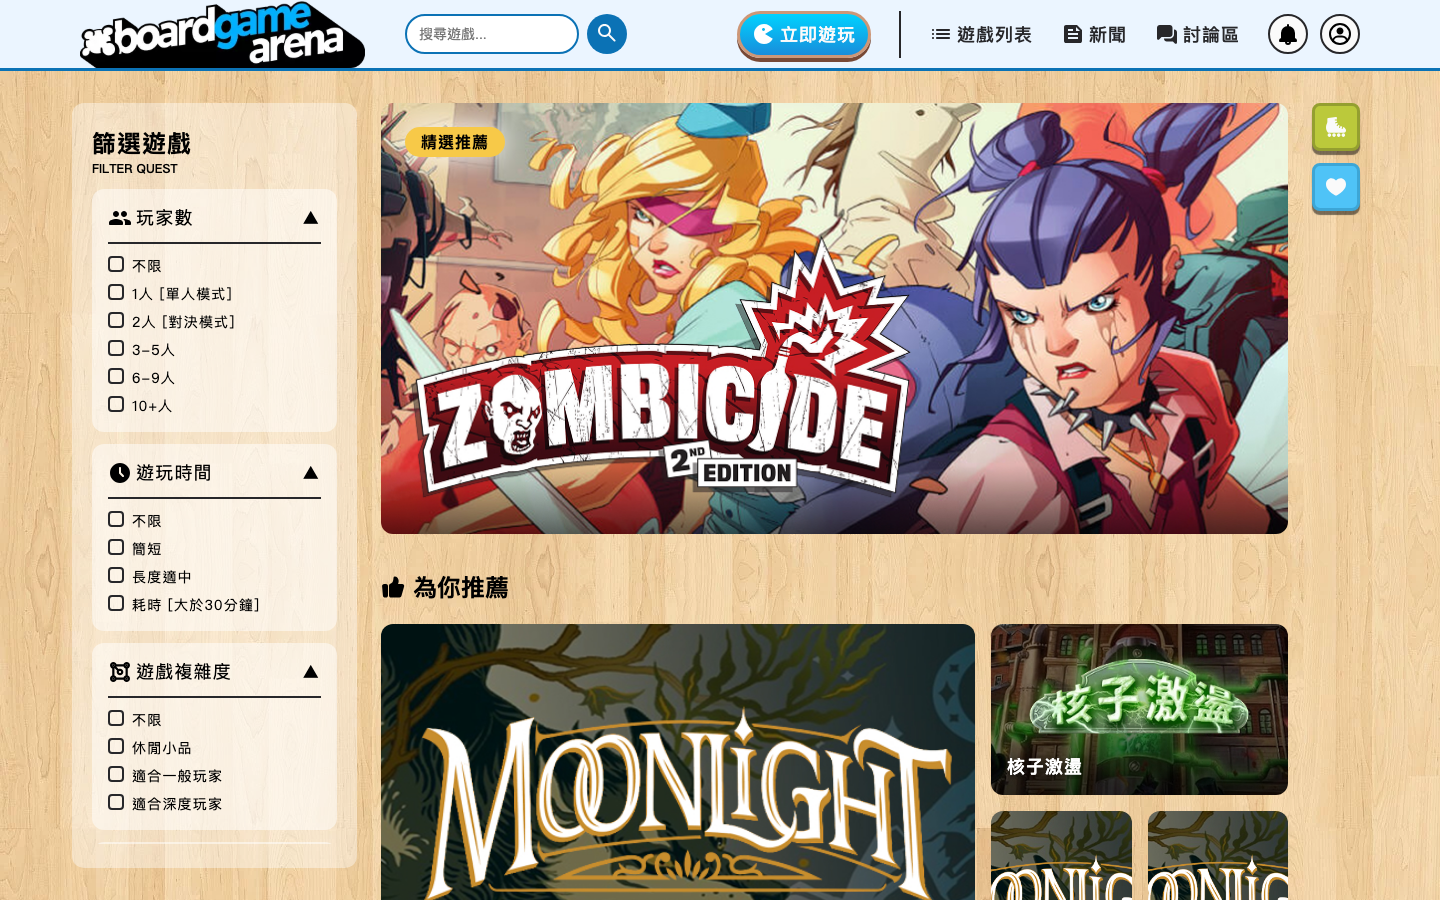 boardgame
arena
搜尋遊戲...
立即遊玩
遊戲列表
新聞
討論區
篩選遊戲
FILTER QUEST
玩家數
不限
1人 [單人模式]
2人 [對決模式]
3–5人
6–9人
10+人
遊玩時間
不限
簡短
長度適中
耗時 [大於30分鐘]
遊戲複雜度
不限
休閒小品
適合一般玩家
適合深度玩家
精選推薦
ZOMBICIDE
2ND
EDITION
為你推薦
MOONLIGHT
核子激盪
核子激盪